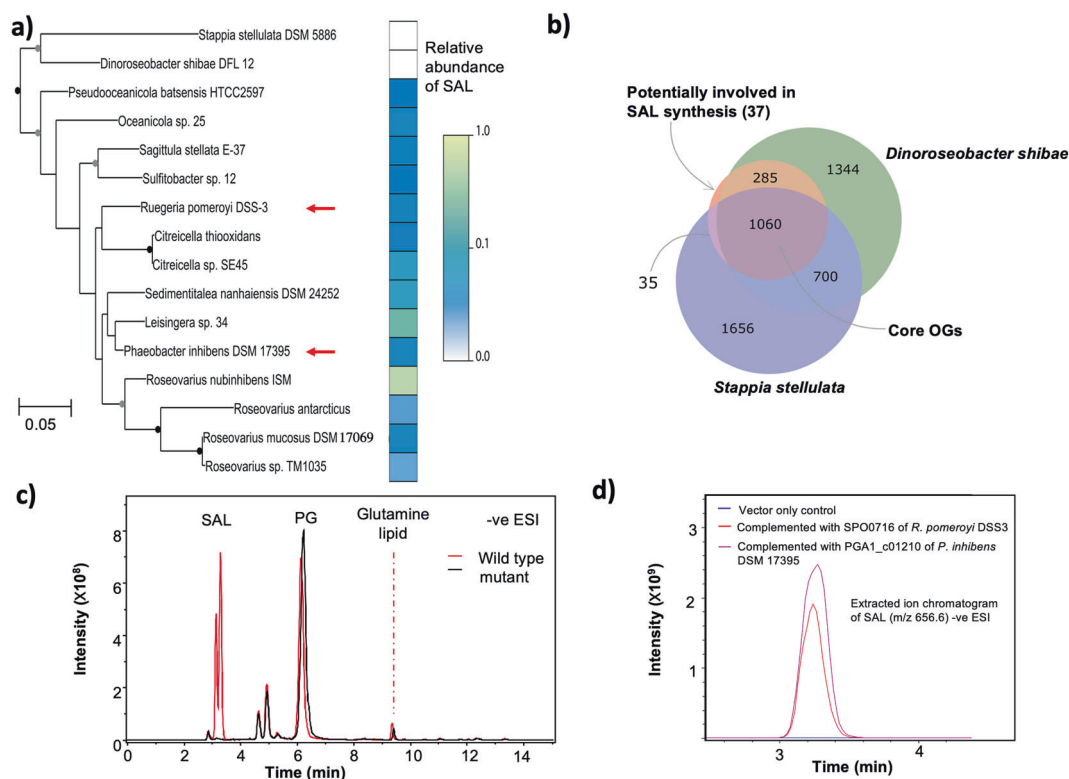 a)
Stappia stellulata DSM 5886
Dinoroseobacter shibae DFL 12
Pseudooceanicola batsensis HTCC2597
Oceanicola sp. 25
Sagittula stellata E-37
Sulfitobacter sp. 12
Ruegeria pomeroyi DSS-3
Citreicella thiooxidans
Citreicella sp. SE45
Sedimentitalea nanhaiensis DSM 24252
Leisingera sp. 34
Phaeobacter inhibens DSM 17395
Roseovarius nubinhibens ISM
Roseovarius antarcticus
Roseovarius mucosus DSM 17069
Roseovarius sp. TM1035
0.05
Relative
abundance
of SAL
1.0
0.1
0.0
b)
Potentially involved in
SAL synthesis (37)
Dinoroseobacter shibae
285
1344
1060
35
700
1656
Core OGs
Stappia stellulata
c)
SAL
PG
Glutamine
lipid
-ve ESI
Wild type
mutant
Intensity (X10⁸)
8
6
4
2
0
0
2
4
6
8
10
12
14
Time (min)
d)
Vector only control
Complemented with SPO0716 of R. pomeroyi DSS3
Complemented with PGA1_c01210 of P. inhibens
DSM 17395
Extracted ion chromatogram
of SAL (m/z 656.6) -ve ESI
Intensity (X10⁹)
3
2
1
3
4
Time (min)